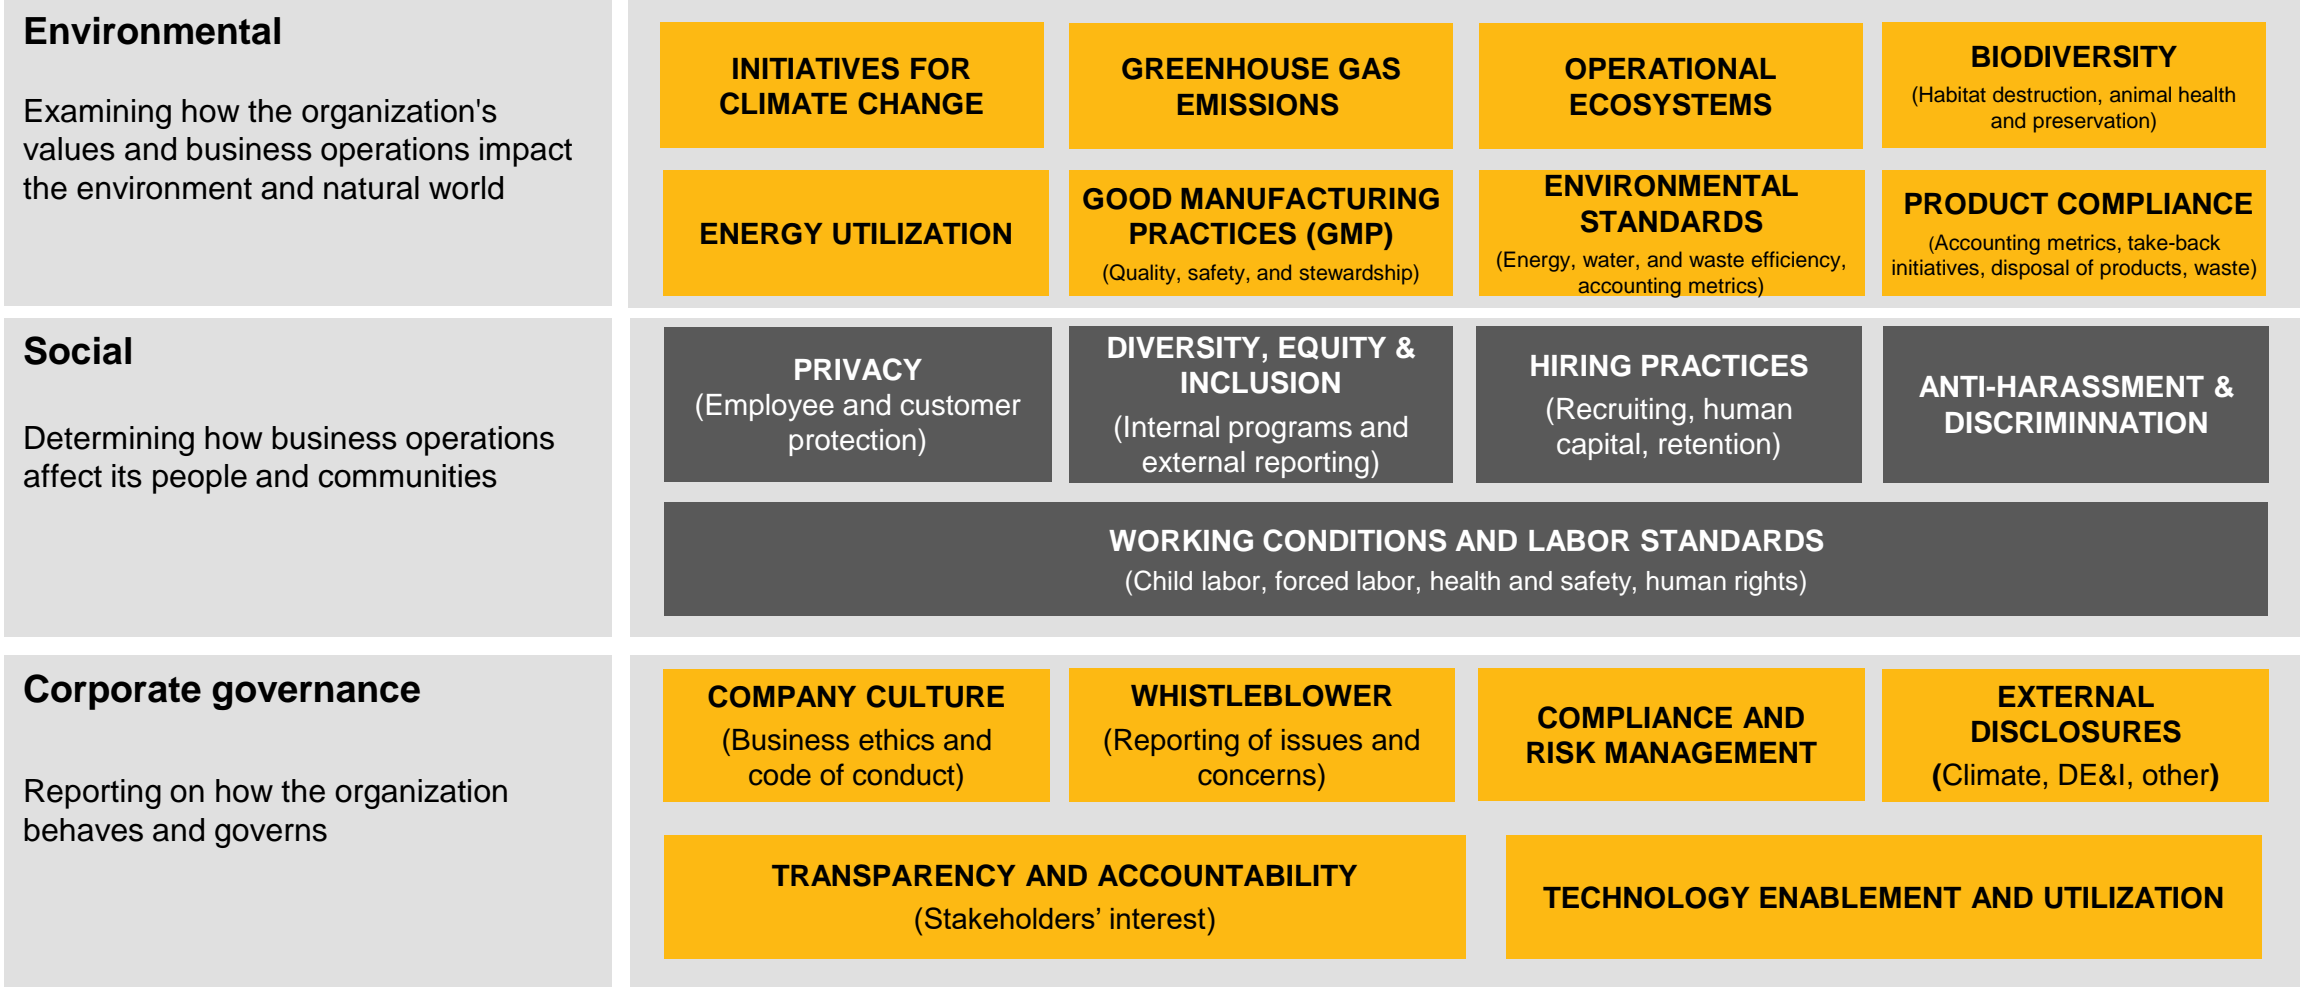 Environmental
Examining how the organization's
values and business operations impact
the environment and natural world
INITIATIVES FOR
CLIMATE CHANGE
GREENHOUSE GAS
EMISSIONS
OPERATIONAL
ECOSYSTEMS
BIODIVERSITY
(Habitat destruction, animal health
and preservation)
ENERGY UTILIZATION
GOOD MANUFACTURING
PRACTICES (GMP)
(Quality, safety, and stewardship)
ENVIRONMENTAL
STANDARDS
(Energy, water, and waste efficiency,
accounting metrics)
PRODUCT COMPLIANCE
(Accounting metrics, take-back
initiatives, disposal of products, waste)
Social
Determining how business operations
affect its people and communities
PRIVACY
(Employee and customer
protection)
DIVERSITY, EQUITY &
INCLUSION
(Internal programs and
external reporting)
HIRING PRACTICES
(Recruiting, human
capital, retention)
ANTI-HARASSMENT &
DISCRIMINNATION
WORKING CONDITIONS AND LABOR STANDARDS
(Child labor, forced labor, health and safety, human rights)
Corporate governance
Reporting on how the organization
behaves and governs
COMPANY CULTURE
(Business ethics and
code of conduct)
WHISTLEBLOWER
(Reporting of issues and
concerns)
COMPLIANCE AND
RISK MANAGEMENT
EXTERNAL
DISCLOSURES
(Climate, DE&I, other)
TRANSPARENCY AND ACCOUNTABILITY
(Stakeholders’ interest)
TECHNOLOGY ENABLEMENT AND UTILIZATION